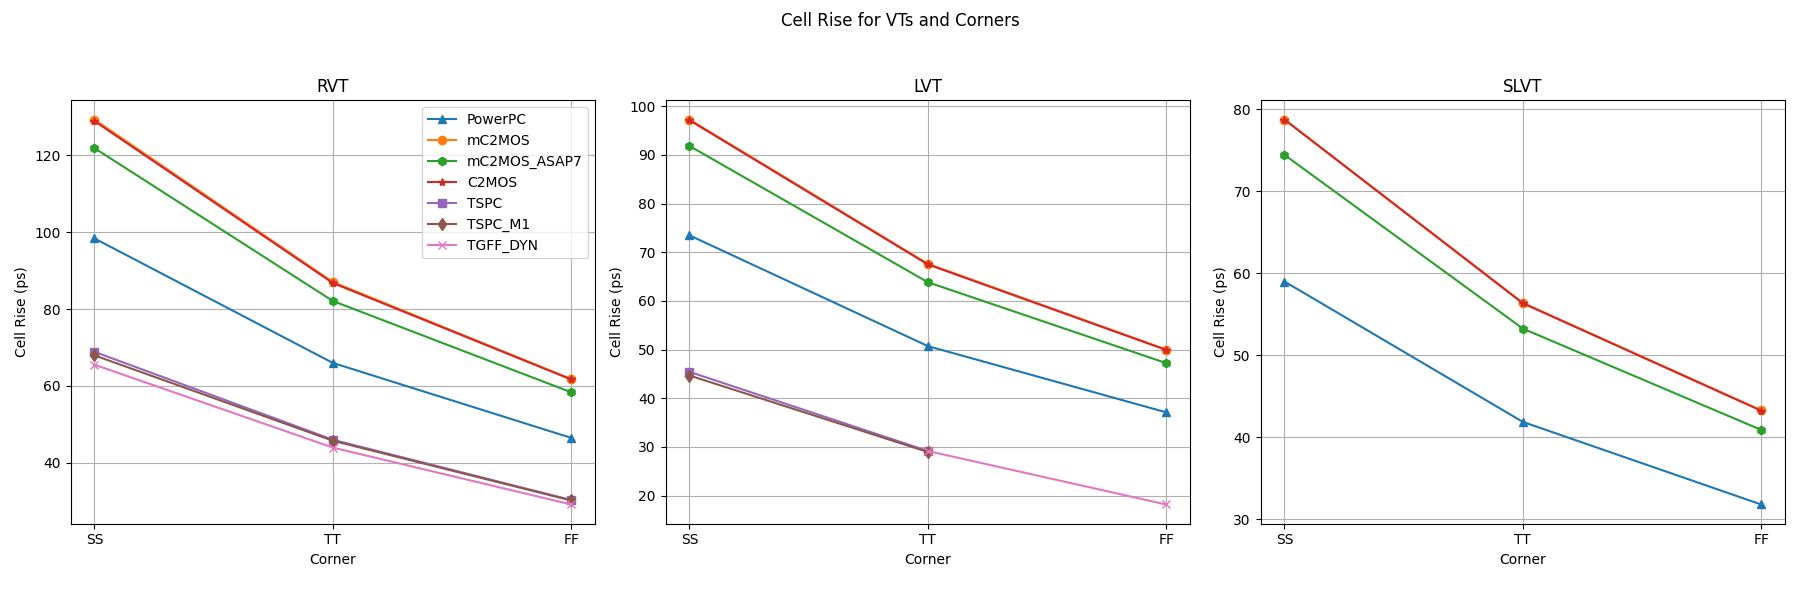 Cell Rise for VTs and Corners
RVT
Cell Rise (ps)
120
100
80
60
40
SS
TT
FF
Corner
PowerPC
mC2MOS
mC2MOS_ASAP7
C2MOS
TSPC
TSPC_M1
TGFF_DYN
LVT
Cell Rise (ps)
100
90
80
70
60
50
40
30
20
SS
TT
FF
Corner
SLVT
Cell Rise (ps)
80
70
60
50
40
30
SS
TT
FF
Corner